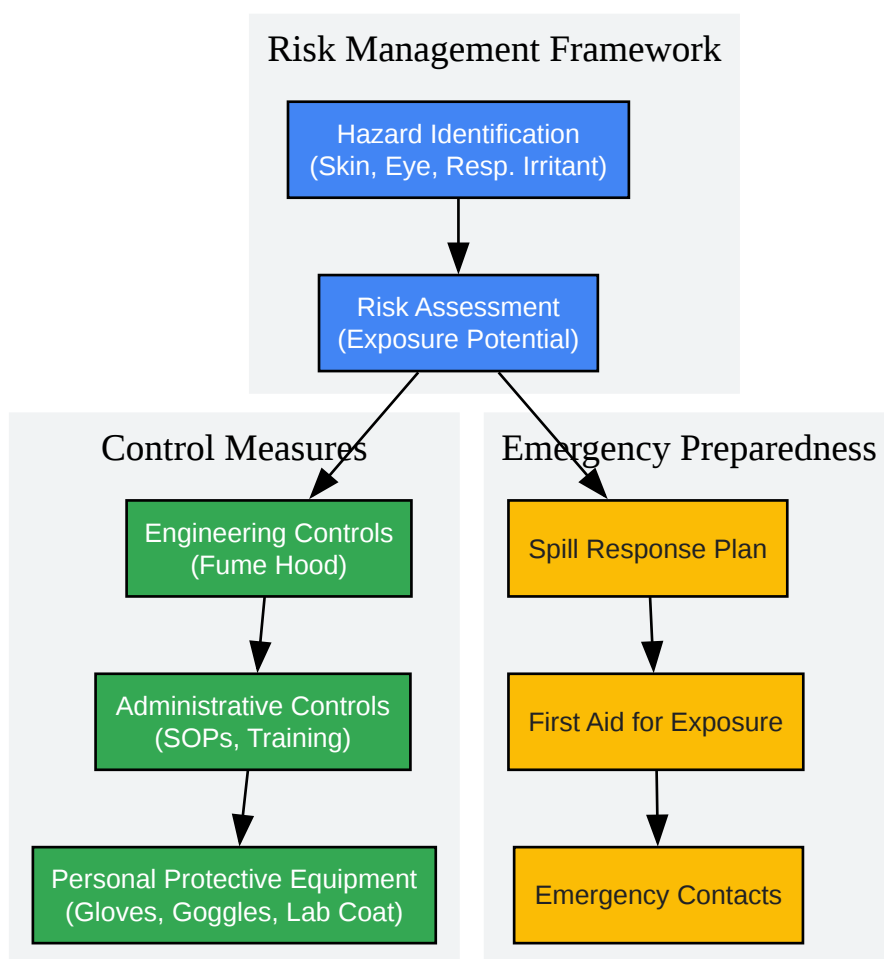 Risk Management Framework
Hazard Identification
(Skin, Eye, Resp. Irritant)
Risk Assessment
(Exposure Potential)
Control Measures
Engineering Controls
(Fume Hood)
Administrative Controls
(SOPs, Training)
Personal Protective Equipment
(Gloves, Goggles, Lab Coat)
Emergency Preparedness
Spill Response Plan
First Aid for Exposure
Emergency Contacts